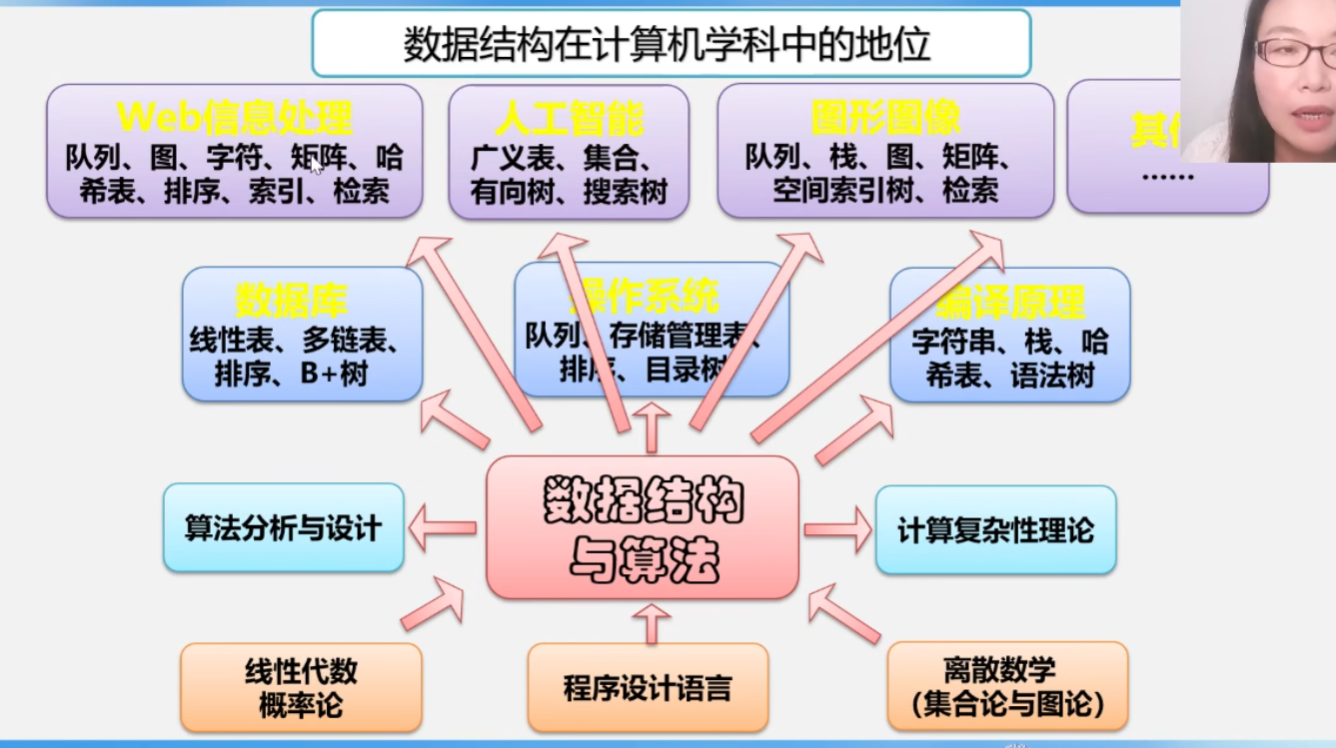 数据结构在计算机学科中的地位
Web信息处理
队列、图、字符、矩阵、哈
希表、排序、索引、检索
人工智能
广义表、集合、
有向树、搜索树
图形图像
队列、栈、图、矩阵、
空间索引树、检索
其
......
数据库
线性表、多链表、
排序、B+树
操作系统
队列、存储管理表、
排序、目录树
编译原理
字符串、栈、哈
希表、语法树
数据结构
与算法
算法分析与设计
计算复杂性理论
线性代数
概率论
程序设计语言
离散数学
（集合论与图论）